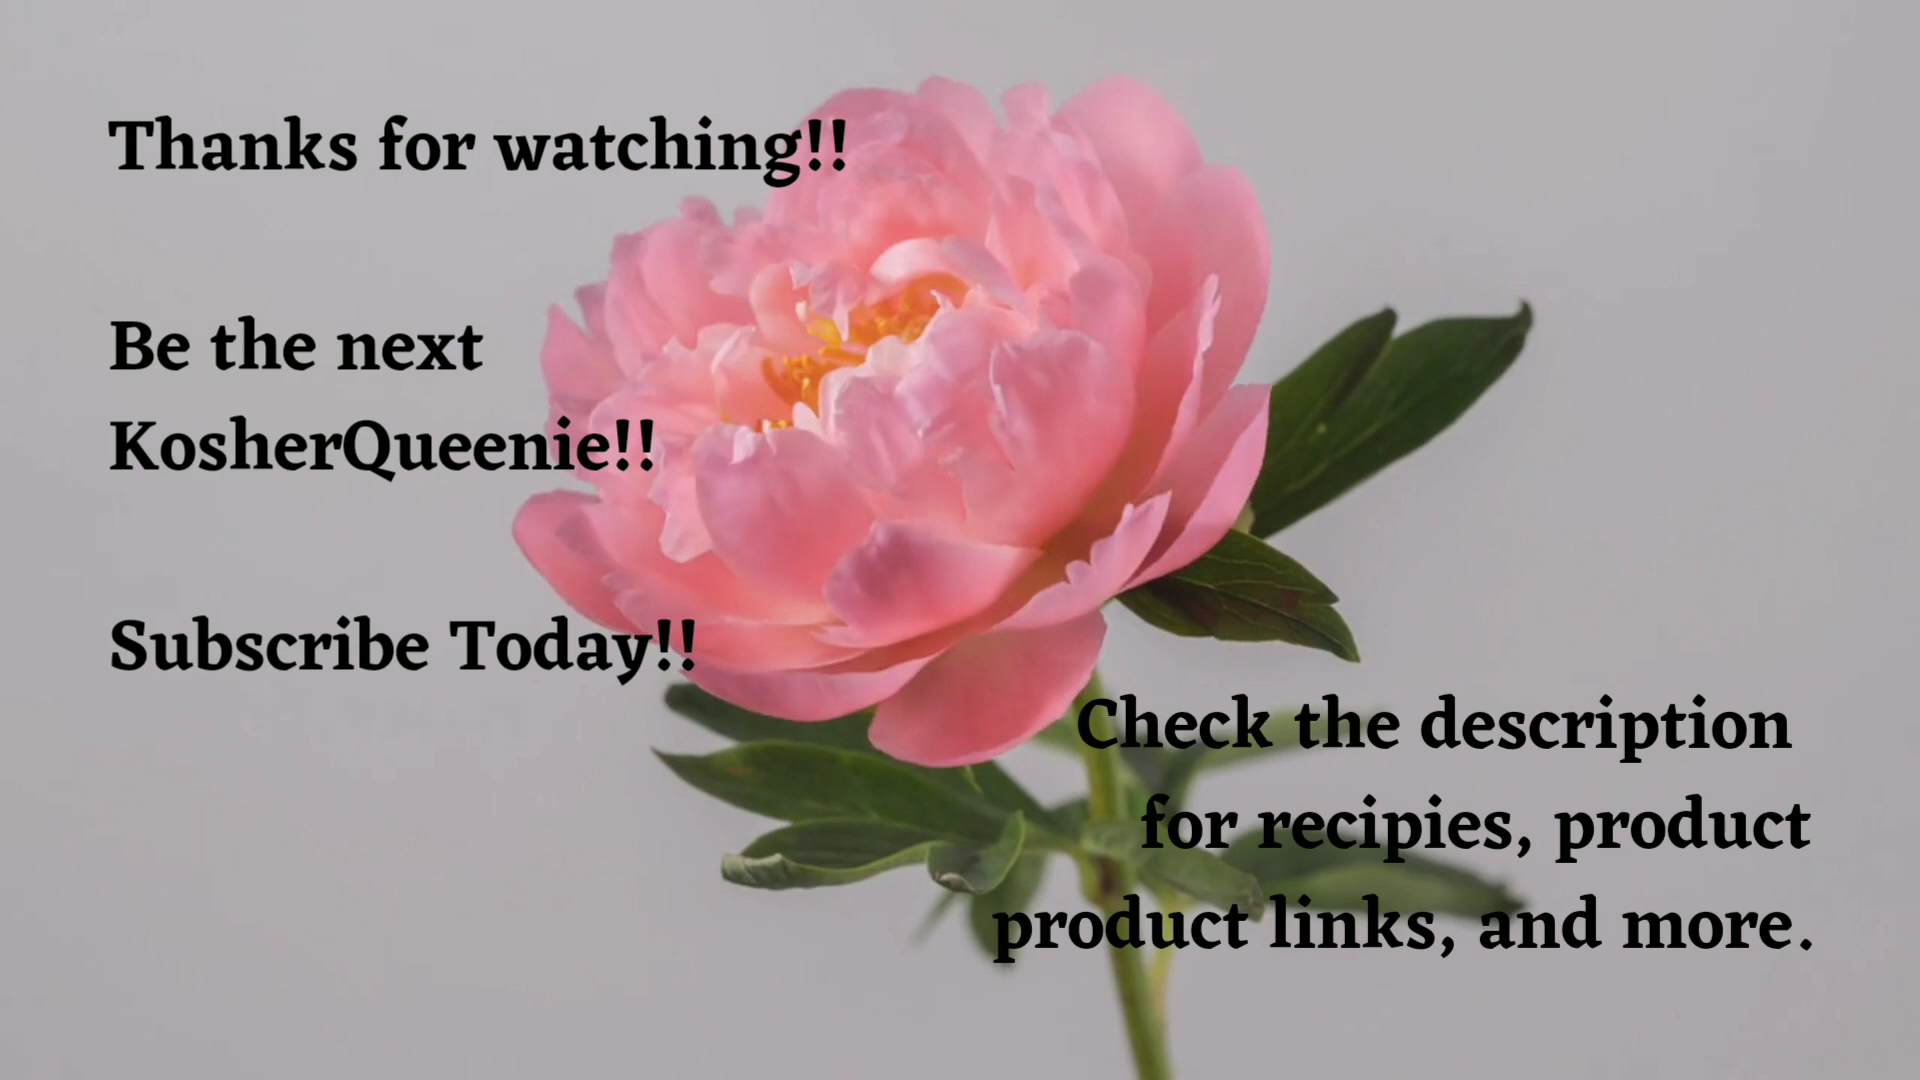 Thanks for watching!!
Be the next
KosherQueenie!!
Subscribe Today!!
Check the description
for recipies, product
product links, and more.